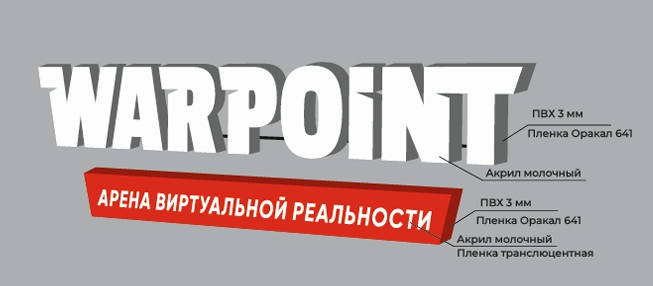 WARPOiNT
ПВХ 3 мм
Пленка Оракал 641
Акрил молочный
АРЕНА ВИРТУАЛЬНОЙ РЕАЛЬНОСТИ
ПВХ 3 мм
Пленка Оракал 641
Акрил молочный
Пленка транслюцентная